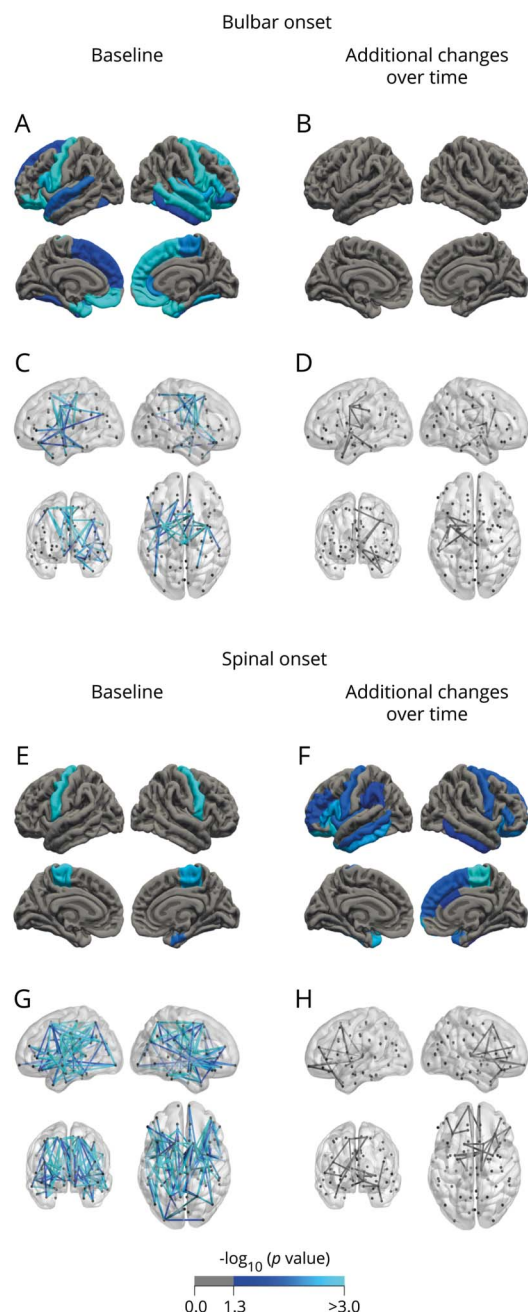 Bulbar onset
Baseline
Additional changes
over time
A
B
C
D
Spinal onset
Baseline
Additional changes
over time
E
F
G
H
-log10 (p value)
0.0 1.3 >3.0